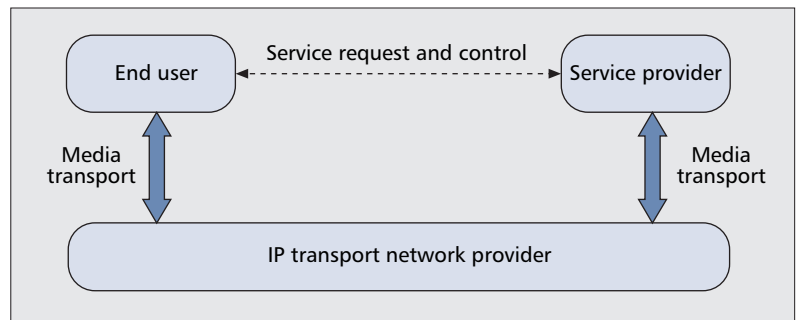 Service request and control
End user
Service provider
Media
transport
Media
transport
IP transport network provider